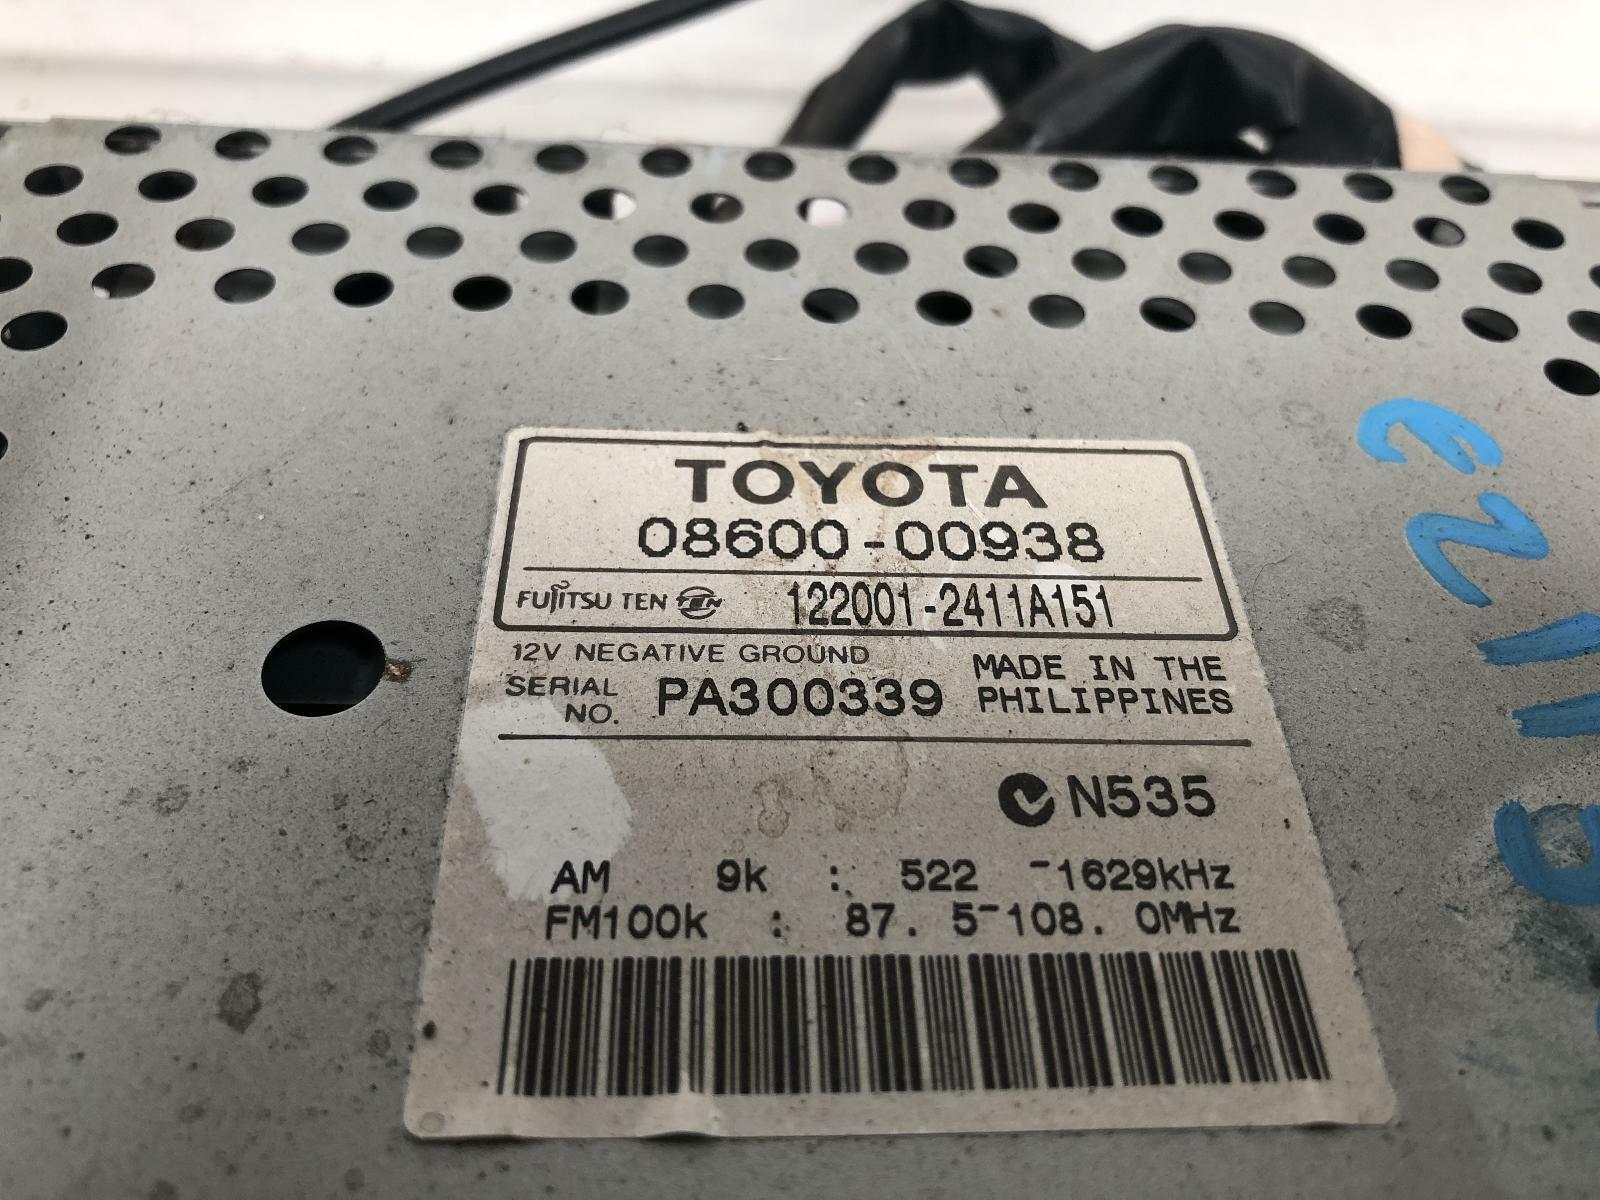 TOYOTA
08600-00938
FUJITSU TEN TEN 122001-2411A151
12V NEGATIVE GROUND
SERIAL NO. PA300339
MADE IN THE
PHILIPPINES
N535
AM 9k : 522 -1629kHz
FM100k : 87. 5-108. 0MHz